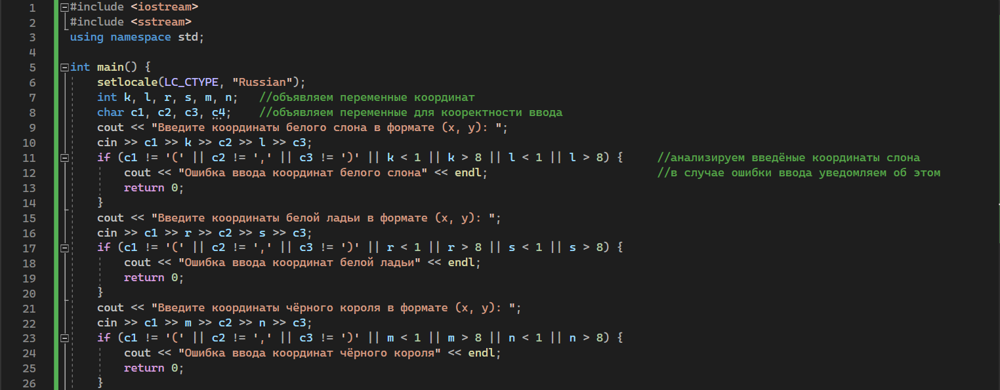 1 #include <iostream>
2 #include <sstream>
3 using namespace std;
4
5 int main() {
6 setlocale(LC_CTYPE, "Russian");
7 int k, l, r, s, m, n; //объявляем переменные координат
8 char c1, c2, c3, c4; //объявляем переменные для кооректности ввода
9 cout << "Введите координаты белого слона в формате (x, y): ";
10 cin >> c1 >> k >> c2 >> l >> c3;
11 if (c1 != '(' || c2 != ',' || c3 != ')' || k < 1 || k > 8 || l < 1 || l > 8) { //анализируем введёные координаты слона
12 cout << "Ошибка ввода координат белого слона" << endl; //в случае ошибки ввода уведомляем об этом
13 return 0;
14 }
15 cout << "Введите координаты белой ладьи в формате (x, y): ";
16 cin >> c1 >> r >> c2 >> s >> c3;
17 if (c1 != '(' || c2 != ',' || c3 != ')' || r < 1 || r > 8 || s < 1 || s > 8) {
18 cout << "Ошибка ввода координат белой ладьи" << endl;
19 return 0;
20 }
21 cout << "Введите координаты чёрного короля в формате (x, y): ";
22 cin >> c1 >> m >> c2 >> n >> c3;
23 if (c1 != '(' || c2 != ',' || c3 != ')' || m < 1 || m > 8 || n < 1 || n > 8) {
24 cout << "Ошибка ввода координат чёрного короля" << endl;
25 return 0;
26 }